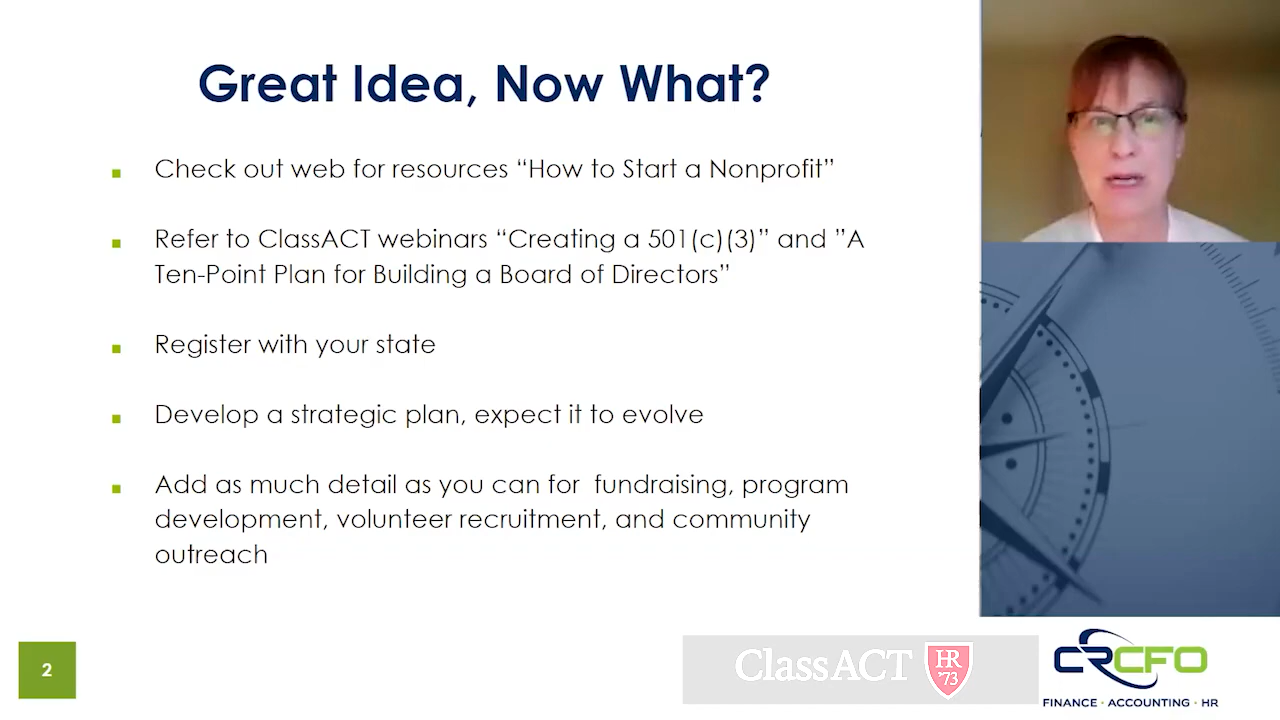 Great Idea, Now What?
Check out web for resources “How to Start a Nonprofit”
Refer to ClassACT webinars “Creating a 501(c)(3)” and ”A
Ten-Point Plan for Building a Board of Directors”
Register with your state
Develop a strategic plan, expect it to evolve
Add as much detail as you can for  fundraising, program
development, volunteer recruitment, and community
outreach
2
ClassACT
HR
'73
CRCFO
FINANCE · ACCOUNTING · HR